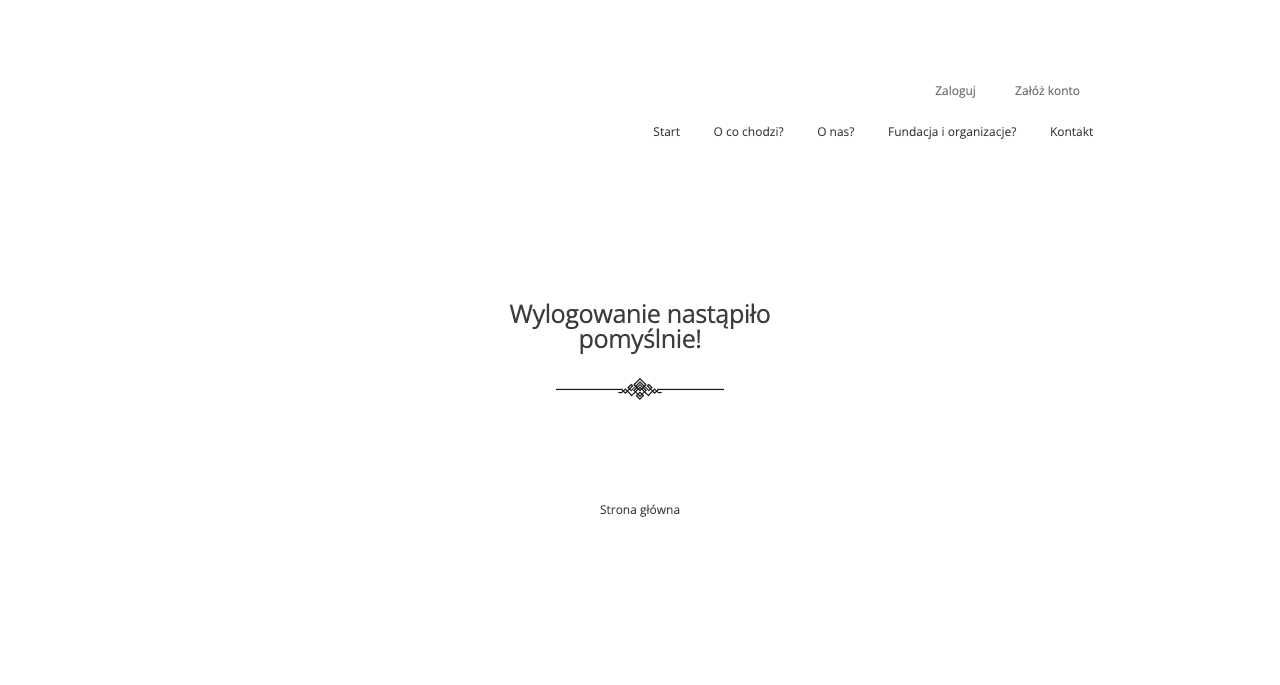 Zaloguj Załóż konto
Start O co chodzi? O nas? Fundacja i organizacje? Kontakt
Wylogowanie nastąpiło
pomyślnie!
Strona główna